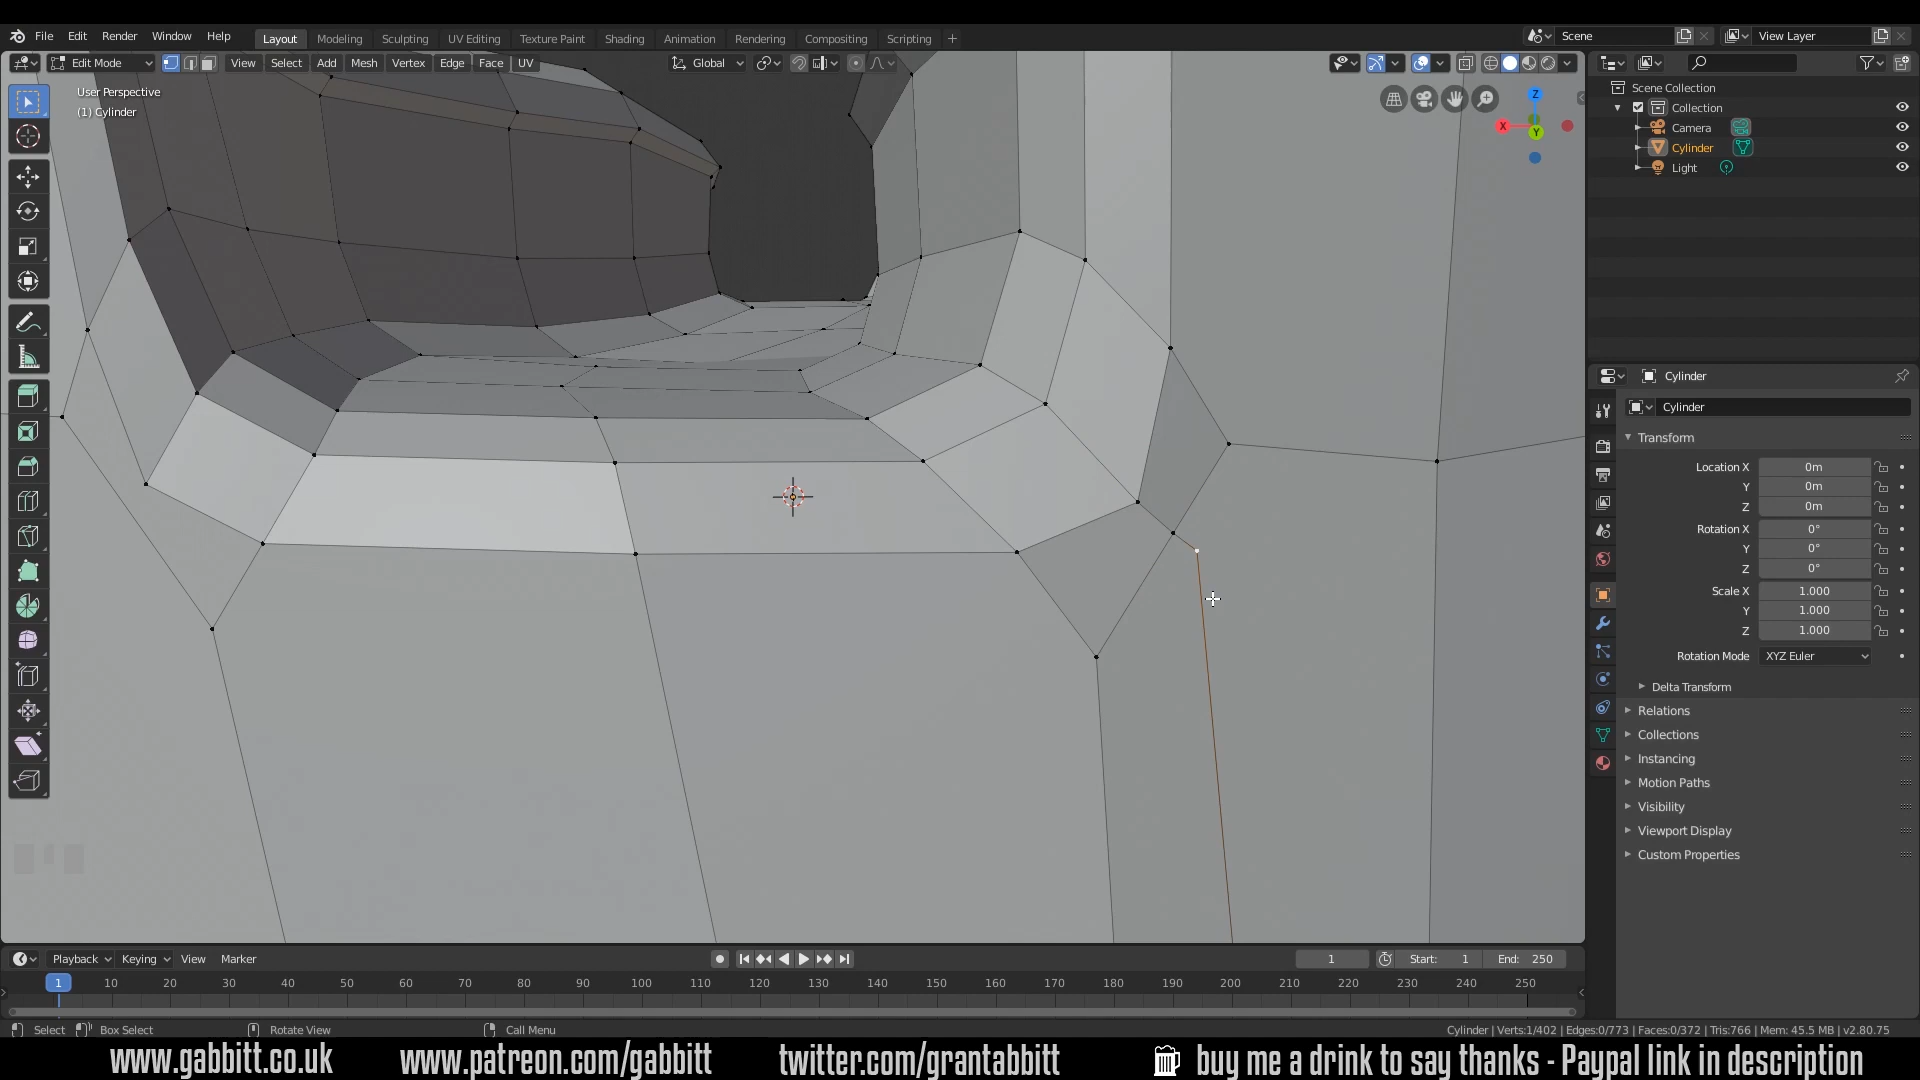 File Edit Render Window Help Layout Modeling Sculpting UV Editing Texture Paint Shading Animation Rendering Compositing Scripting + Scene View Layer
Edit Mode View Select Add Mesh Vertex Edge Face UV Global
User Perspective
(1) Cylinder
Z
X
Y
Scene Collection
Collection
Camera
Cylinder
Light
Cylinder
Cylinder
Transform
Location X 0m
Y 0m
Z 0m
Rotation X 0°
Y 0°
Z 0°
Scale X 1.000
Y 1.000
Z 1.000
Rotation Mode XYZ Euler
Delta Transform
Relations
Collections
Instancing
Motion Paths
Visibility
Viewport Display
Custom Properties
Playback Keying View Marker 1 Start: 1 End: 250
1 10 20 30 40 50 60 70 80 90 100 110 120 130 140 150 160 170 180 190 200 210 220 230 240 250
Select Box Select Rotate View Call Menu Cylinder | Verts:1/402 | Edges:0/773 | Faces:0/372 | Tris:766 | Mem: 45.5 MB | v2.80.75
www.gabbitt.co.uk www.patreon.com/gabbitt twitter.com/grantabbitt buy me a drink to say thanks - Paypal link in description